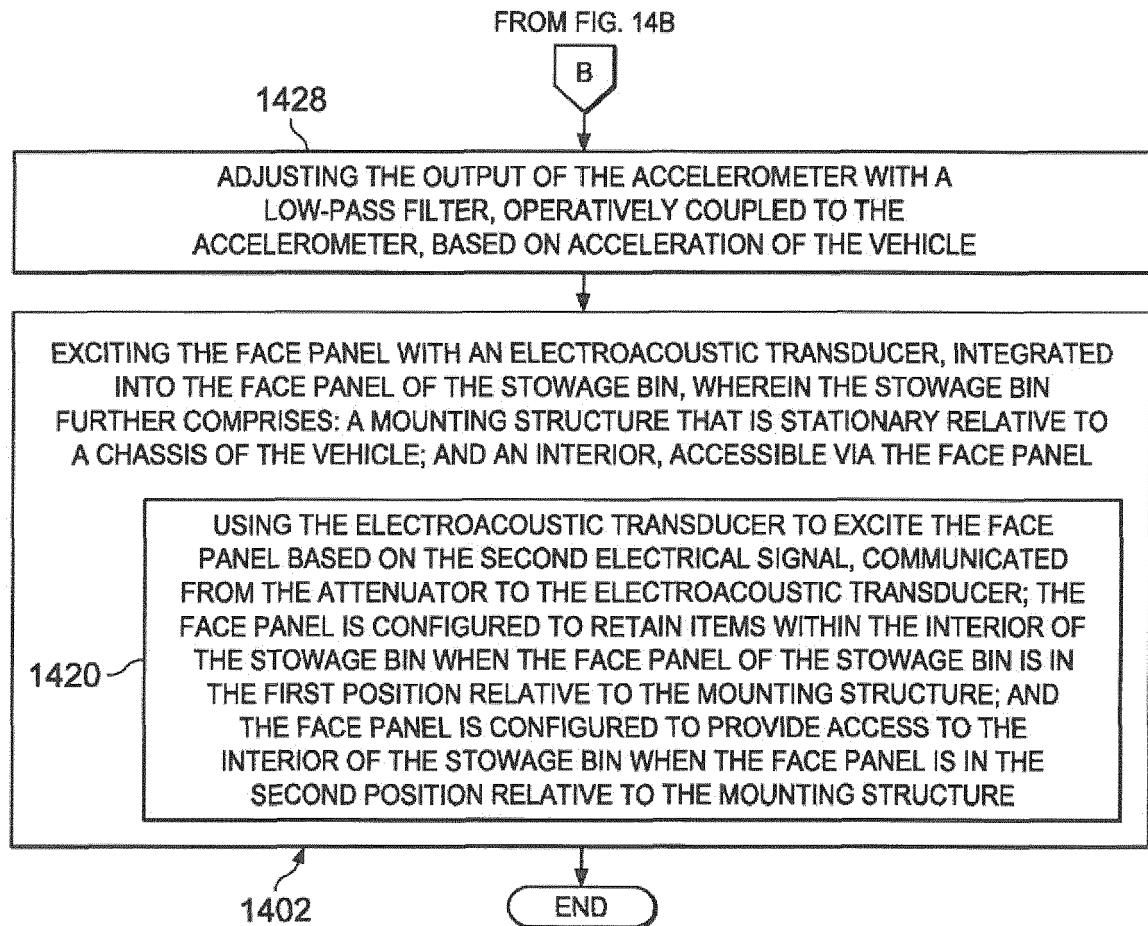 FROM FIG. 14B
B
1428
ADJUSTING THE OUTPUT OF THE ACCELEROMETER WITH A
LOW-PASS FILTER, OPERATIVELY COUPLED TO THE
ACCELEROMETER, BASED ON ACCELERATION OF THE VEHICLE
EXCITING THE FACE PANEL WITH AN ELECTROACOUSTIC TRANSDUCER, INTEGRATED
INTO THE FACE PANEL OF THE STOWAGE BIN, WHEREIN THE STOWAGE BIN
FURTHER COMPRISES: A MOUNTING STRUCTURE THAT IS STATIONARY RELATIVE TO
A CHASSIS OF THE VEHICLE; AND AN INTERIOR, ACCESSIBLE VIA THE FACE PANEL
USING THE ELECTROACOUSTIC TRANSDUCER TO EXCITE THE FACE
PANEL BASED ON THE SECOND ELECTRICAL SIGNAL, COMMUNICATED
FROM THE ATTENUATOR TO THE ELECTROACOUSTIC TRANSDUCER; THE
FACE PANEL IS CONFIGURED TO RETAIN ITEMS WITHIN THE INTERIOR OF
THE STOWAGE BIN WHEN THE FACE PANEL OF THE STOWAGE BIN IS IN
THE FIRST POSITION RELATIVE TO THE MOUNTING STRUCTURE; AND
THE FACE PANEL IS CONFIGURED TO PROVIDE ACCESS TO THE
INTERIOR OF THE STOWAGE BIN WHEN THE FACE PANEL IS IN THE
SECOND POSITION RELATIVE TO THE MOUNTING STRUCTURE
1420
1402
END